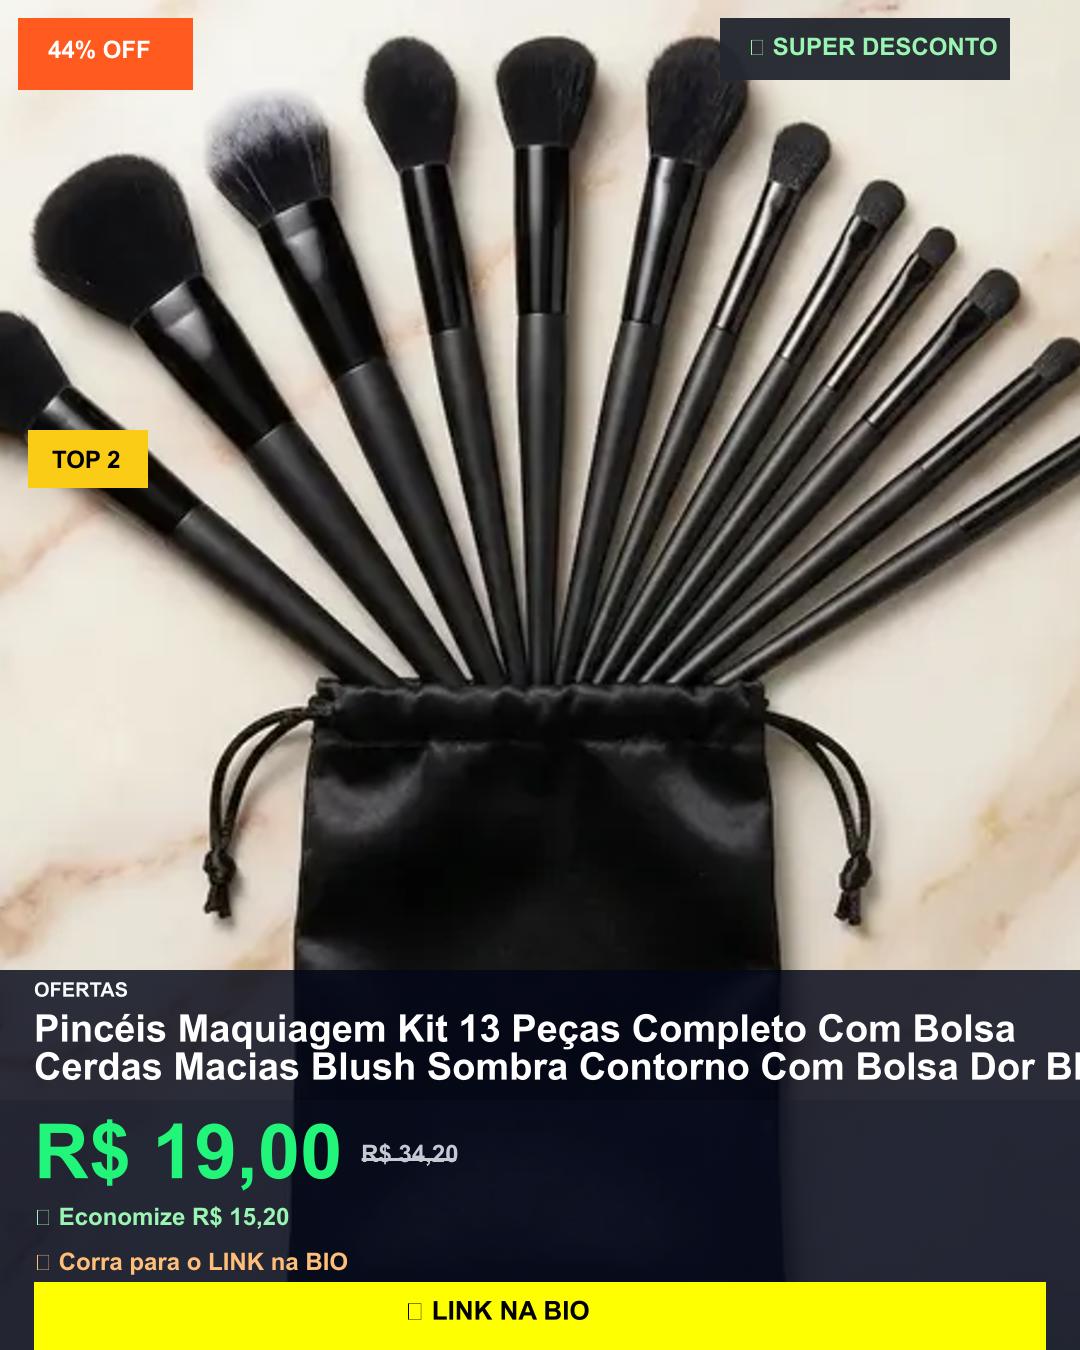 44% OFF
SUPER DESCONTO
TOP 2
OFERTAS
Pincéis Maquiagem Kit 13 Peças Completo Com Bolsa
Cerdas Macias Blush Sombra Contorno Com Bolsa Dor
R$ 19,00 R$ 34,20
Economize R$ 15,20
Corra para o LINK na BIO
LINK NA BIO